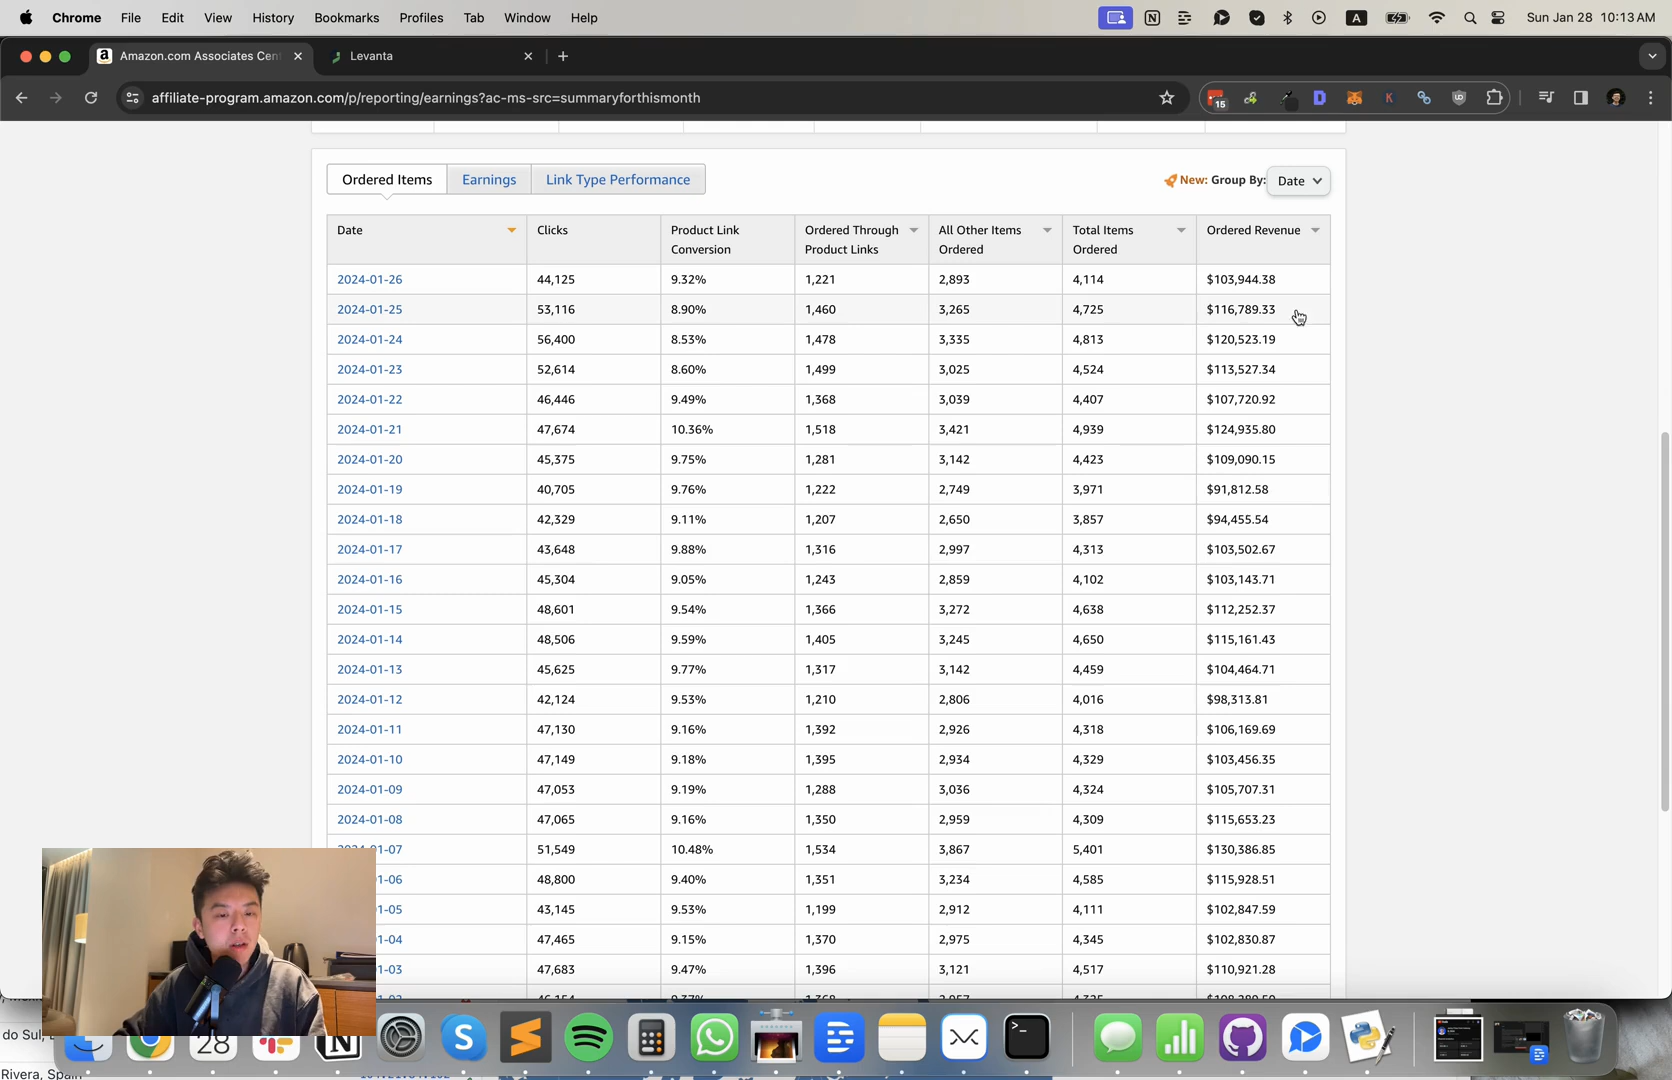 Chrome File Edit View History Bookmarks Profiles Tab Window Help A Sun Jan 28 10:13 AM
Amazon.com Associates Cen Levanta
affiliate-program.amazon.com/p/reporting/earnings?ac-ms-src=summaryforthismonth 15 D K
Ordered Items Earnings Link Type Performance New: Group By: Date
Date Clicks Product Link Conversion Ordered Through Product Links All Other Items Ordered Total Items Ordered Ordered Revenue
2024-01-26 44,125 9.32% 1,221 2,893 4,114 $103,944.38
2024-01-25 53,116 8.90% 1,460 3,265 4,725 $116,789.33
2024-01-24 56,400 8.53% 1,478 3,335 4,813 $120,523.19
2024-01-23 52,614 8.60% 1,499 3,025 4,524 $113,527.34
2024-01-22 46,446 9.49% 1,368 3,039 4,407 $107,720.92
2024-01-21 47,674 10.36% 1,518 3,421 4,939 $124,935.80
2024-01-20 45,375 9.75% 1,281 3,142 4,423 $109,090.15
2024-01-19 40,705 9.76% 1,222 2,749 3,971 $91,812.58
2024-01-18 42,329 9.11% 1,207 2,650 3,857 $94,455.54
2024-01-17 43,648 9.88% 1,316 2,997 4,313 $103,502.67
2024-01-16 45,304 9.05% 1,243 2,859 4,102 $103,143.71
2024-01-15 48,601 9.54% 1,366 3,272 4,638 $112,252.37
2024-01-14 48,506 9.59% 1,405 3,245 4,650 $115,161.43
2024-01-13 45,625 9.77% 1,317 3,142 4,459 $104,464.71
2024-01-12 42,124 9.53% 1,210 2,806 4,016 $98,313.81
2024-01-11 47,130 9.16% 1,392 2,926 4,318 $106,169.69
2024-01-10 47,149 9.18% 1,395 2,934 4,329 $103,456.35
2024-01-09 47,053 9.19% 1,288 3,036 4,324 $105,707.31
2024-01-08 47,065 9.16% 1,350 2,959 4,309 $115,653.23
01-07 51,549 10.48% 1,534 3,867 5,401 $130,386.85
-06 48,800 9.40% 1,351 3,234 4,585 $115,928.51
-05 43,145 9.53% 1,199 2,912 4,111 $102,847.59
-04 47,465 9.15% 1,370 2,975 4,345 $102,830.87
-03 47,683 9.47% 1,396 3,121 4,517 $110,921.28
do Sul,
28
Rivera, Spain